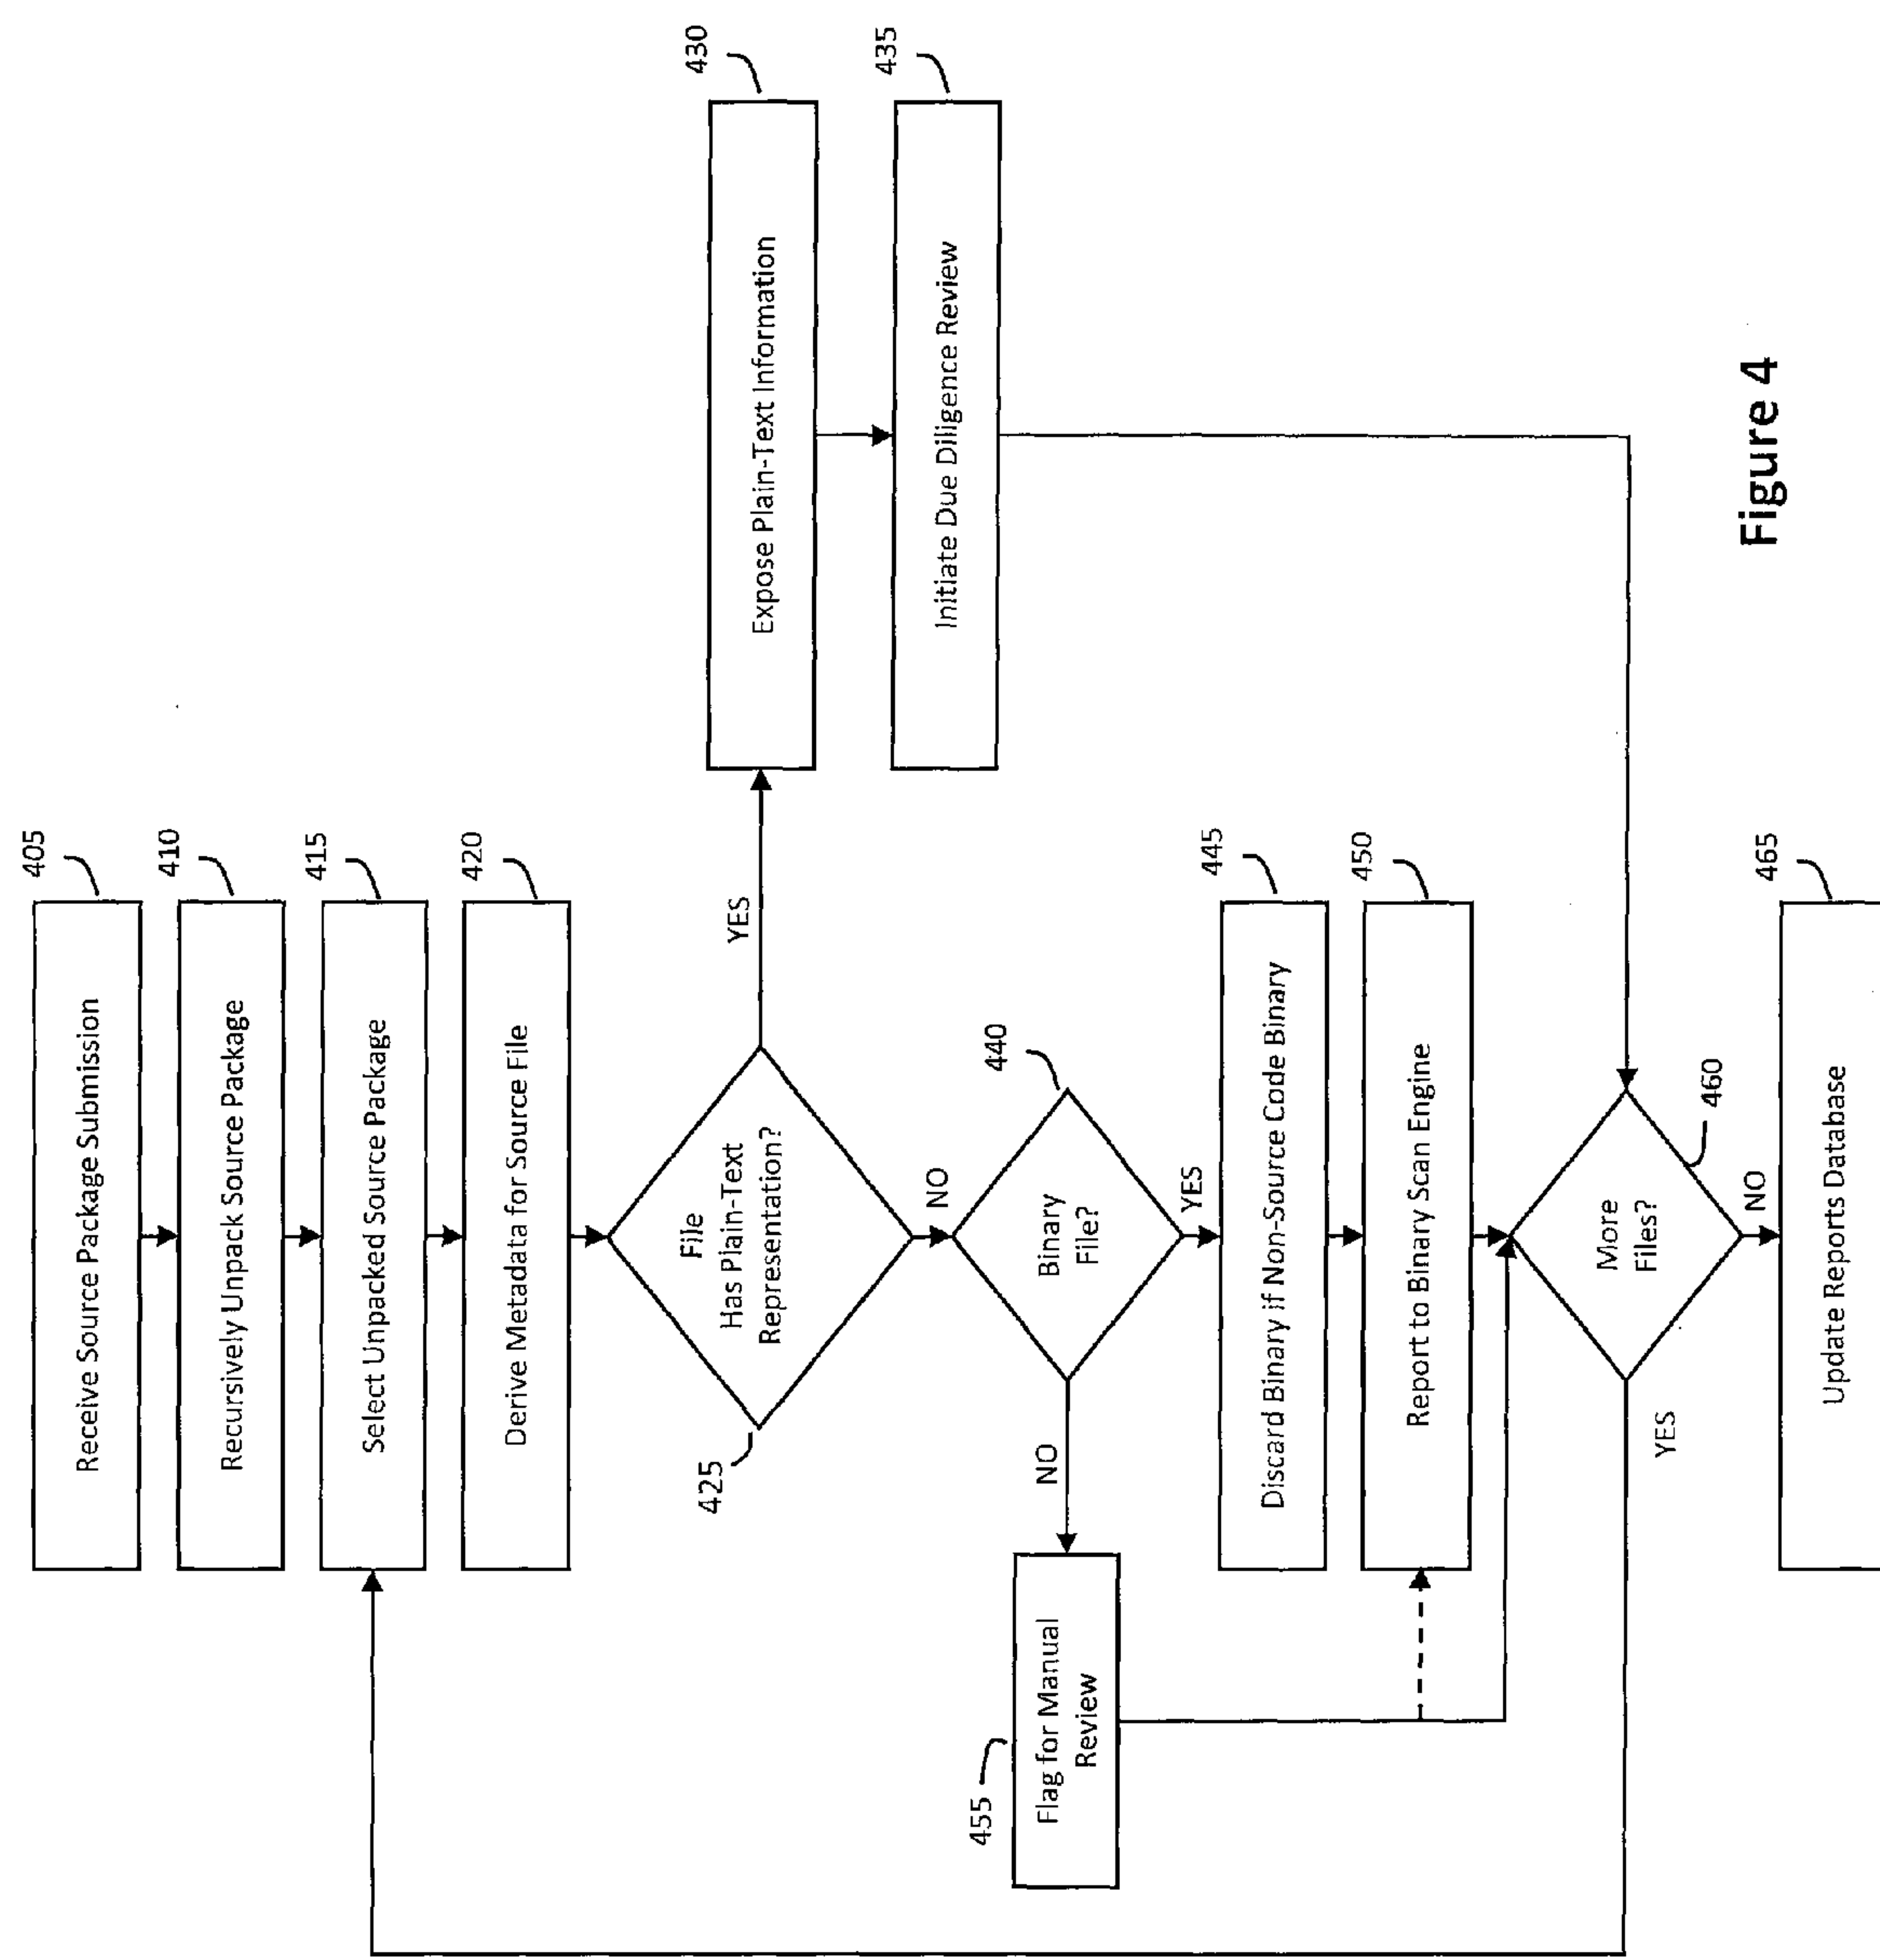 405
Receive Source Package Submission
410
Recursively Unpack Source Package
415
Select Unpacked Source Package
420
Derive Metadata for Source File
File
Has Plain-Text
Representation?
425
YES
430
Expose Plain-Text Information
435
Initiate Due Diligence Review
NO
440
Binary
File?
NO
455
Flag for Manual
Review
YES
445
Discard Binary if Non-Source Code Binary
450
Report to Binary Scan Engine
More
Files?
460
YES
NO
465
Update Reports Database
Figure 4